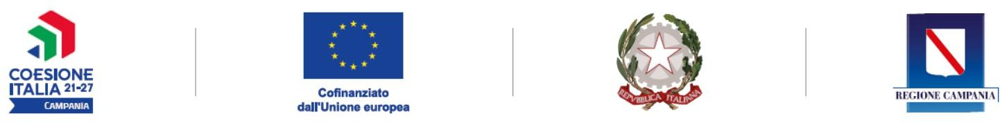 COESIONE
ITALIA 21-27
CAMPANIA
Cofinanziato
dall'Unione europea
REPVBBLICA ITALIANA
REGIONE CAMPANIA